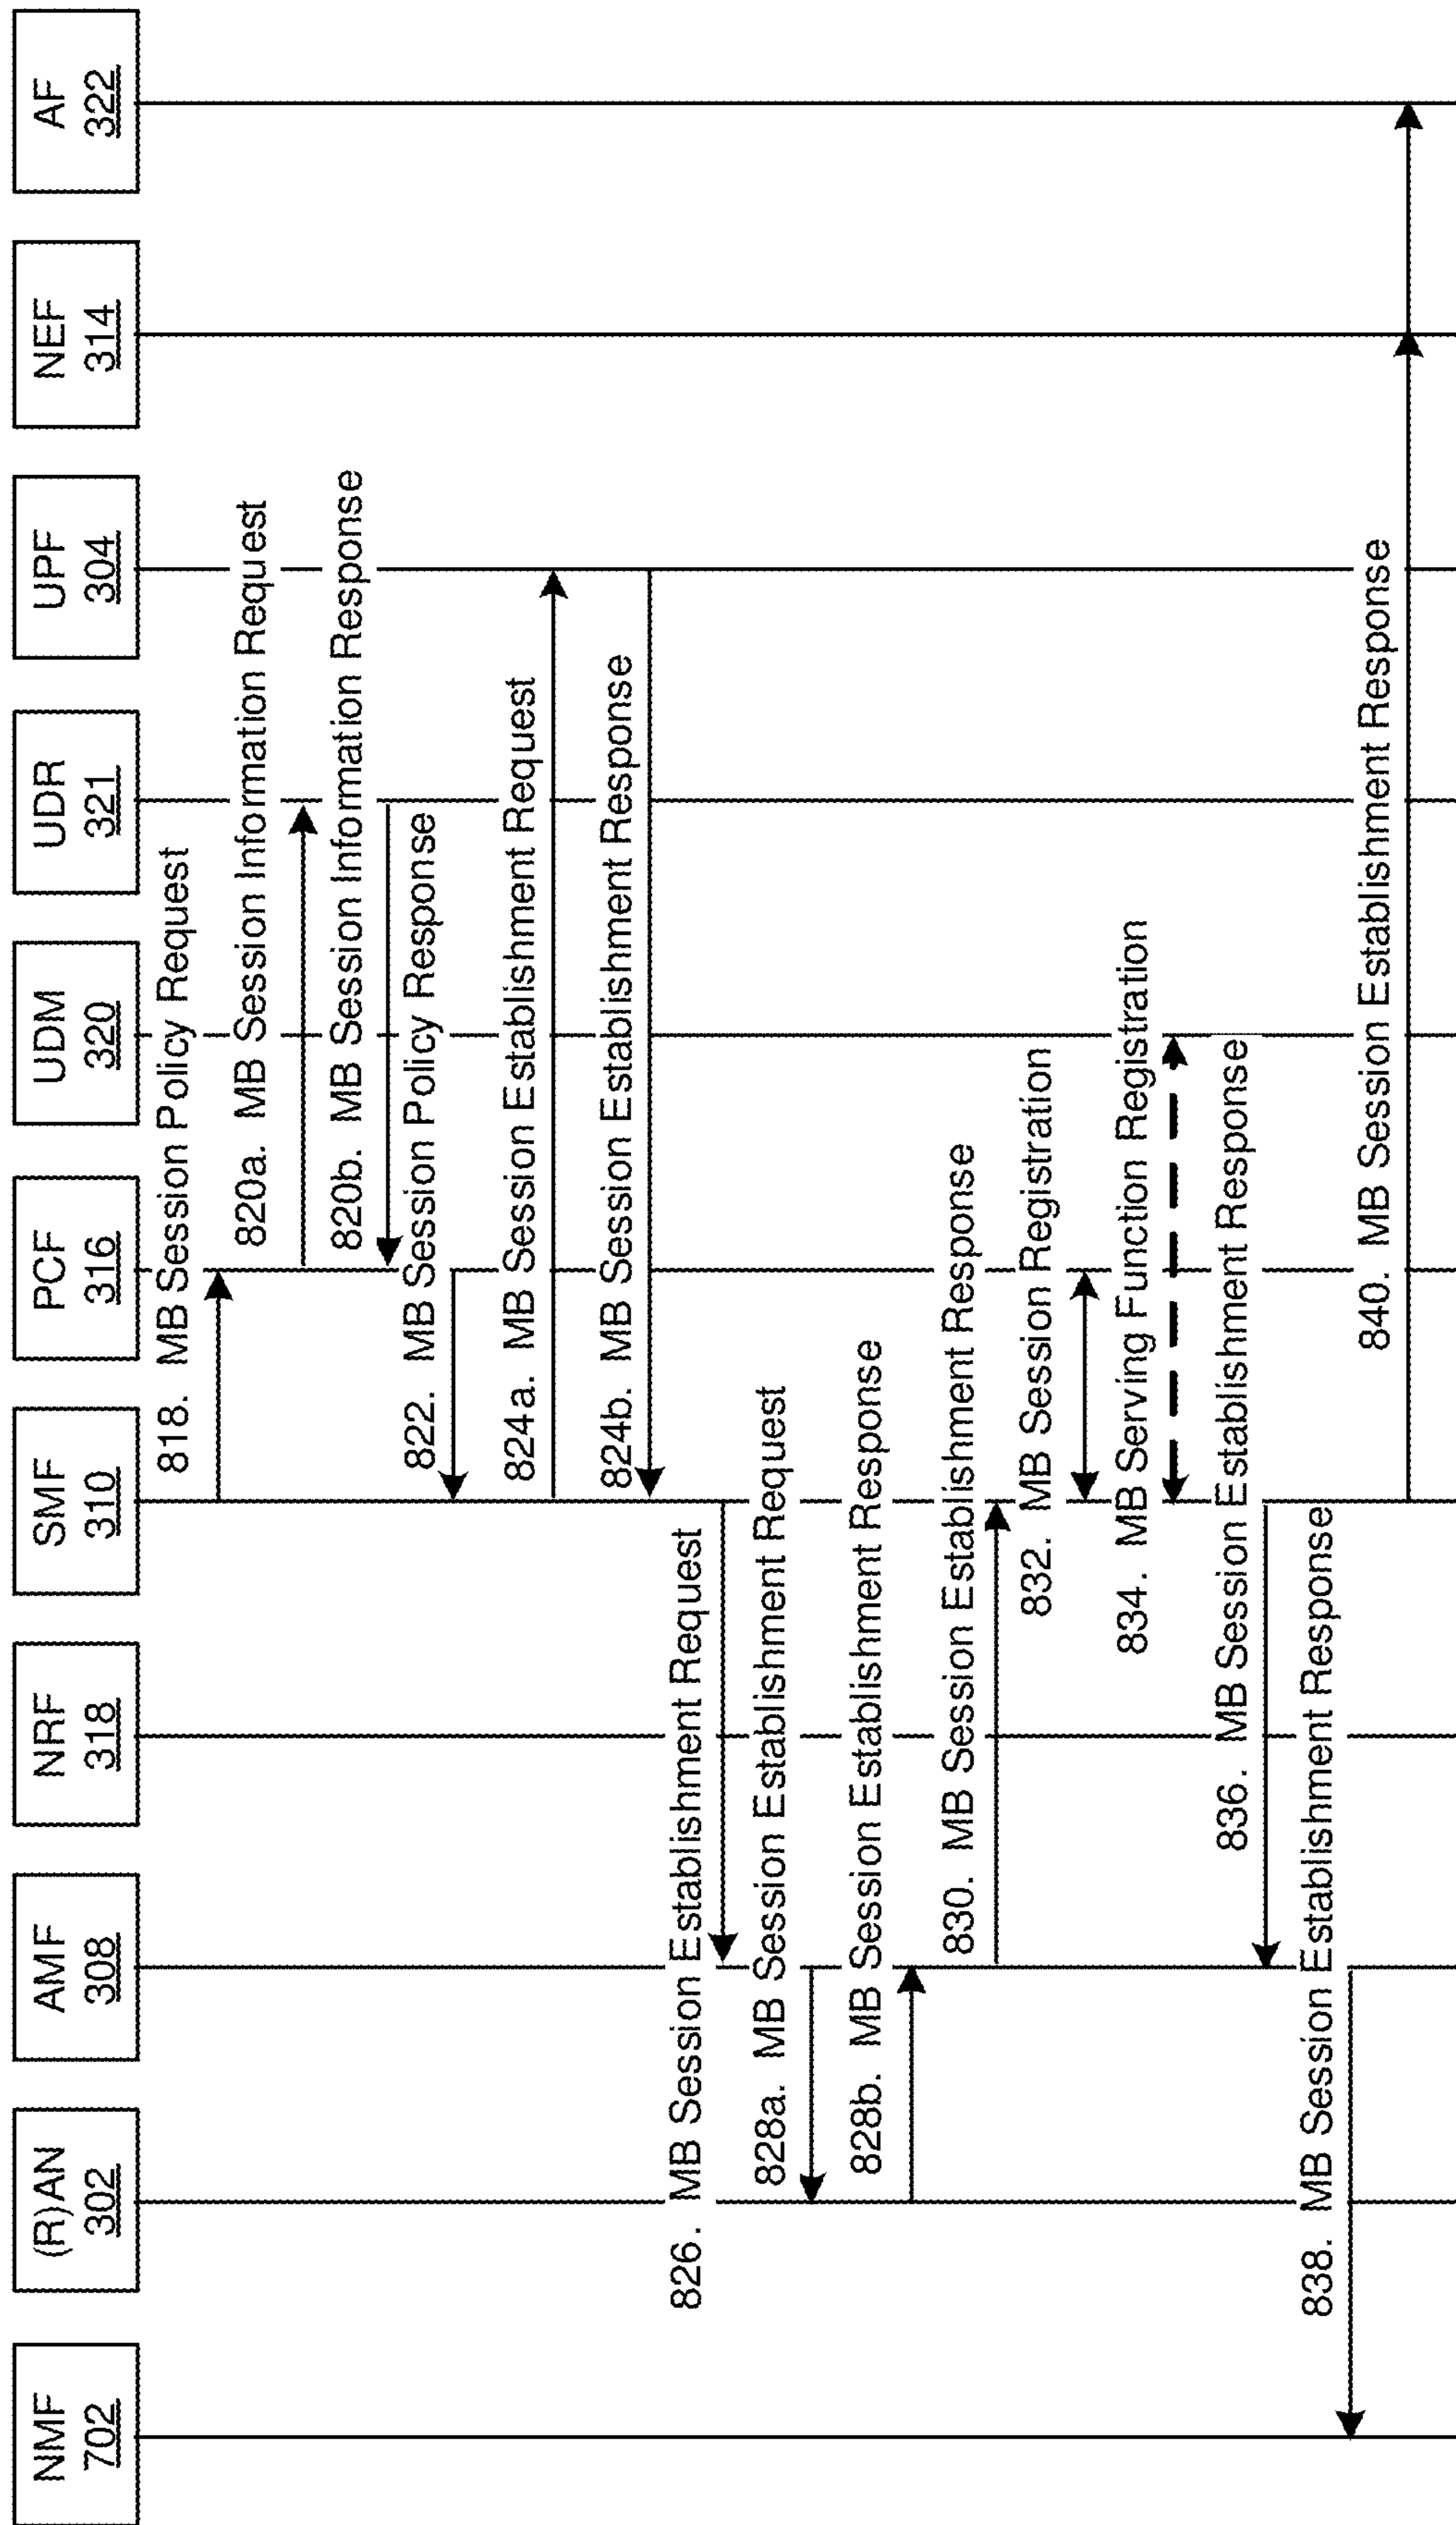 NMF
702
(R)AN
302
AMF
308
NRF
318
SMF
310
PCF
316
UDM
320
UDR
321
UPF
304
NEF
314
AF
322
818. MB Session Policy Request
820a. MB Session Information Request
820b. MB Session Information Response
822. MB Session Policy Response
824a. MB Session Establishment Request
824b. MB Session Establishment Response
826. MB Session Establishment Request
828a. MB Session Establishment Request
828b. MB Session Establishment Response
830. MB Session Establishment Response
832. MB Session Registration
834. MB Serving Function Registration
836. MB Session Establishment Response
838. MB Session Establishment Response
840. MB Session Establishment Response